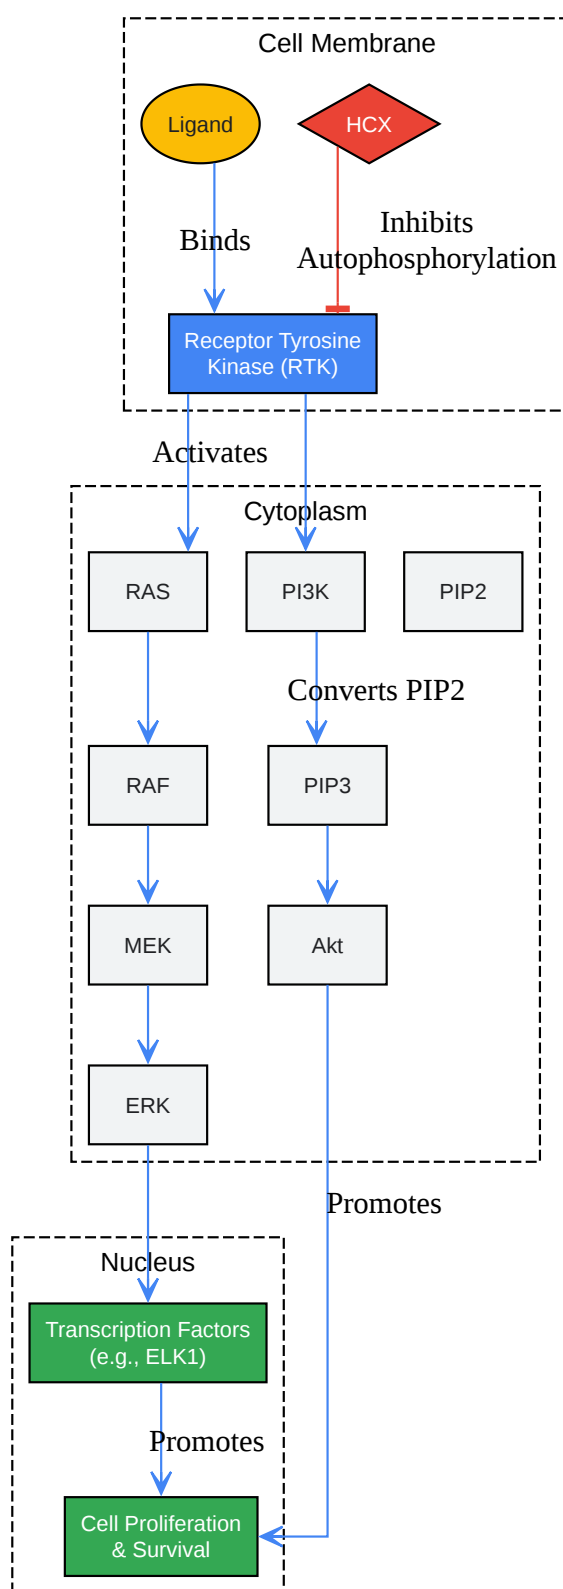 Cell Membrane
Ligand
HCX
Binds
Inhibits
Autophosphorylation
Receptor Tyrosine
Kinase (RTK)
Activates
Cytoplasm
RAS
PI3K
PIP2
Converts PIP2
RAF
PIP3
MEK
Akt
ERK
Promotes
Nucleus
Transcription Factors
(e.g., ELK1)
Promotes
Cell Proliferation
& Survival